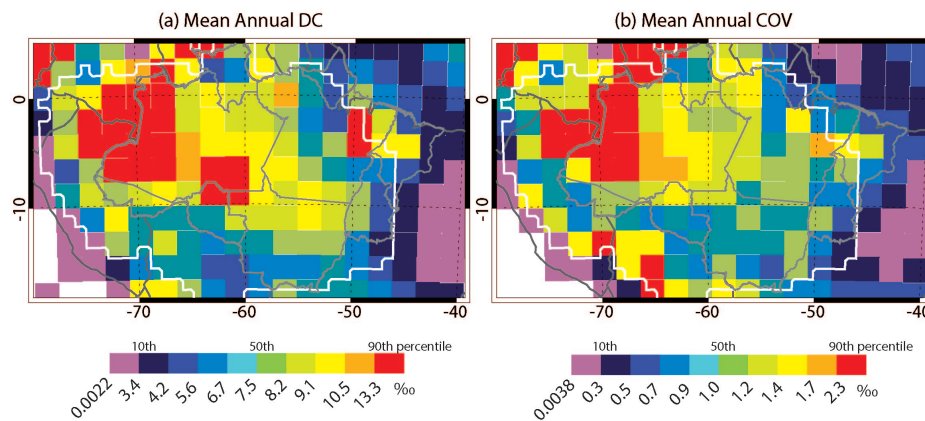 (a) Mean Annual DC
(b) Mean Annual COV
0
-10
-70
-60
-50
0
-10
-70
-60
-50
-40
10th 50th 90th percentile
0.0022 3.4 4.2 5.6 6.7 7.5 8.2 9.1 10.5 13.3 ‰
10th 50th 90th percentile
0.0038 0.3 0.5 0.7 0.9 1.0 1.2 1.4 1.7 2.3 ‰